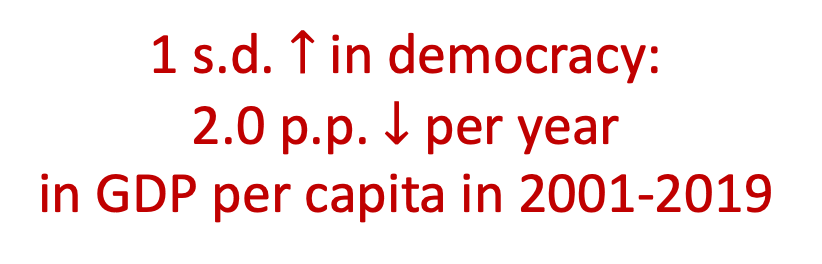 1 s.d. ↑ in democracy:
2.0 p.p. ↓ per year
in GDP per capita in 2001-2019